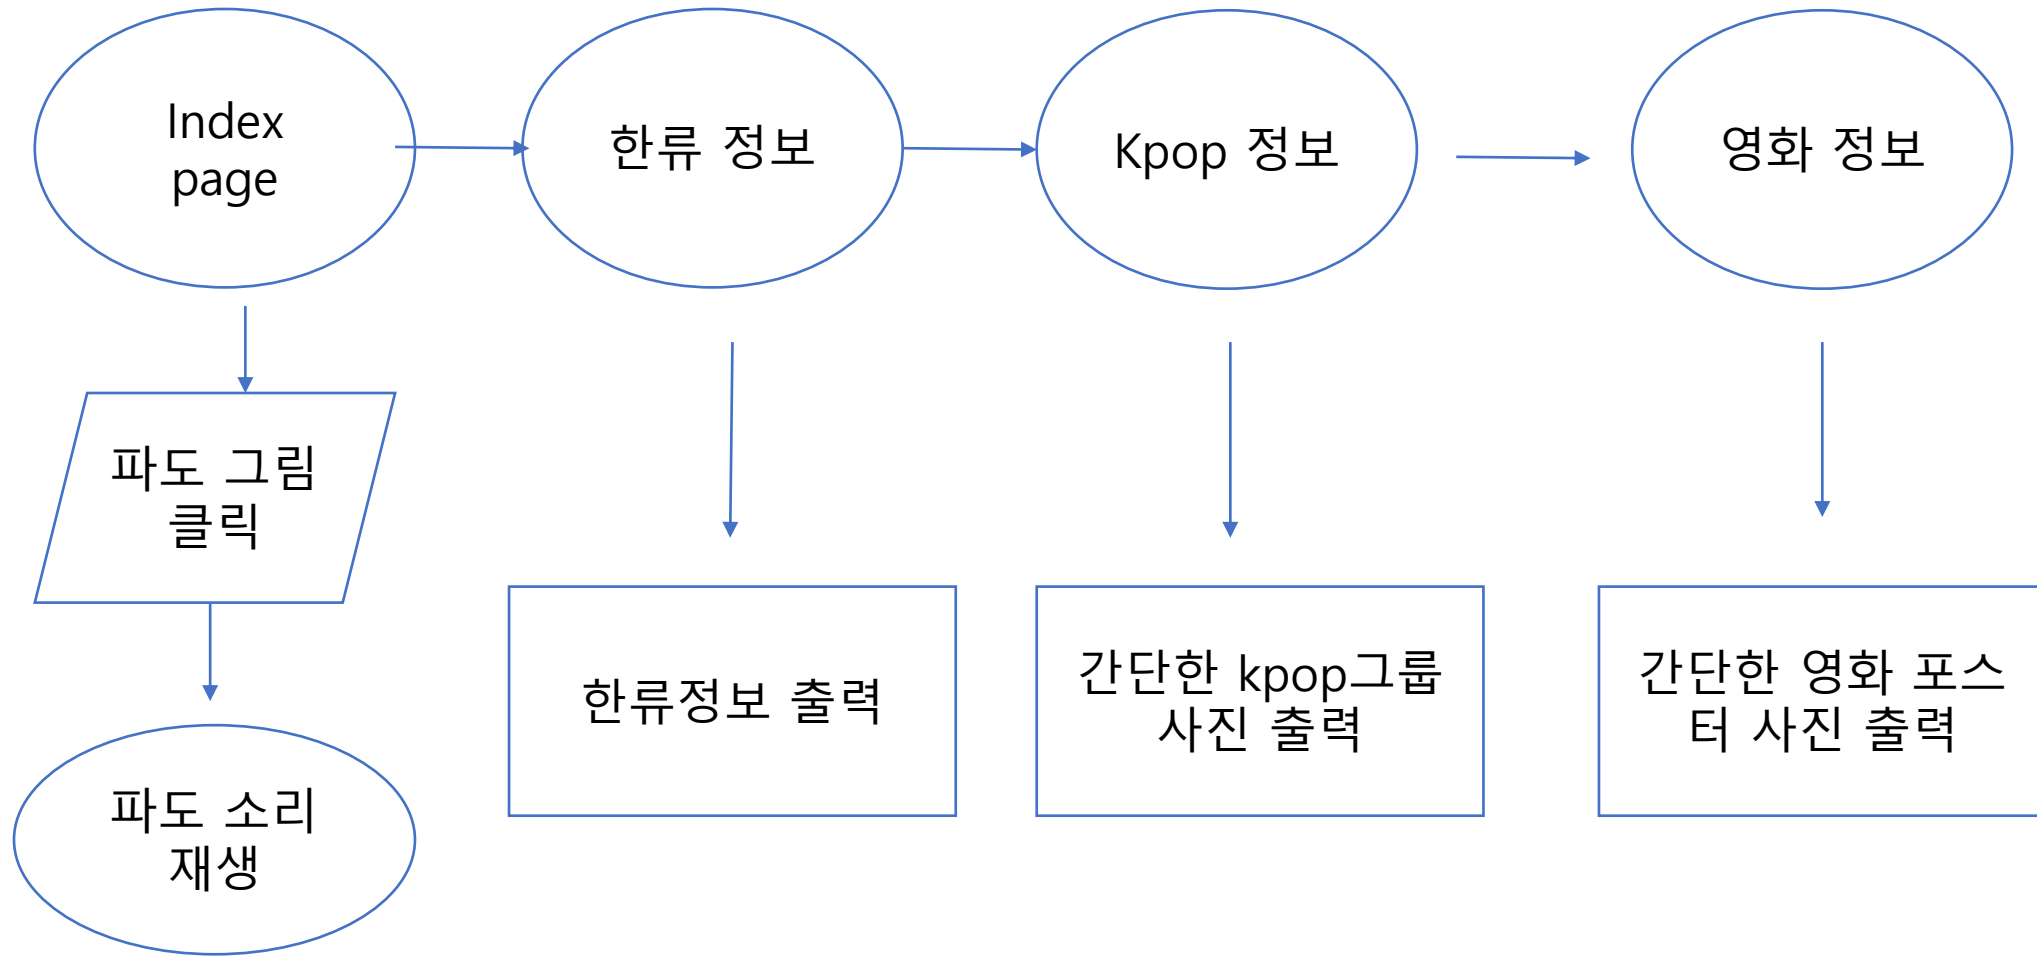 Index
page
한류 정보
Kpop 정보
영화 정보
파도 그림
클릭
파도 소리
재생
한류정보 출력
간단한 kpop그룹
사진 출력
간단한 영화 포스
터 사진 출력